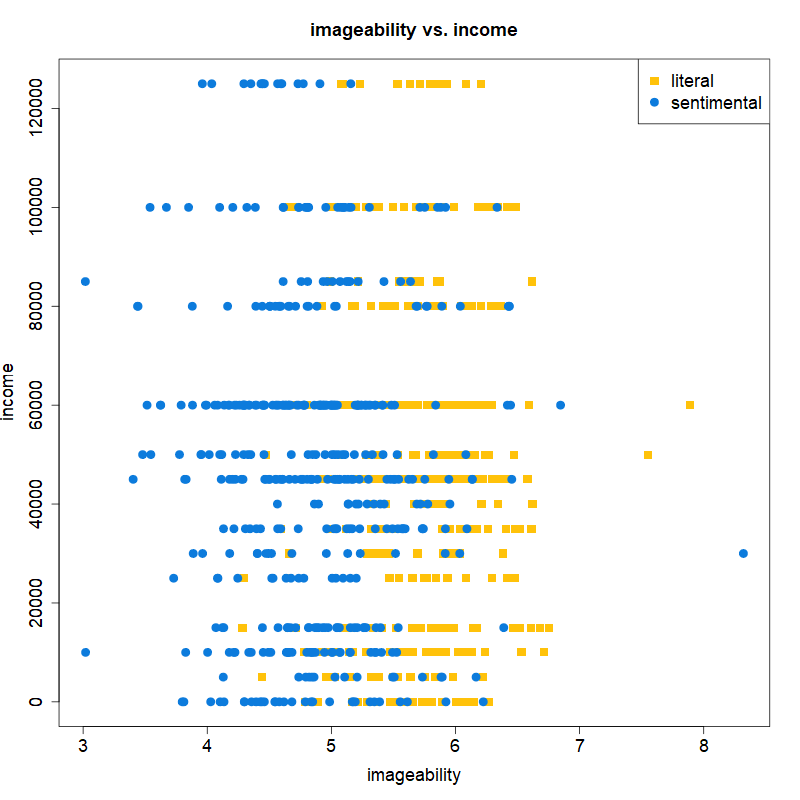 imageability vs. income
literal
sentimental
120000
100000
80000
60000
40000
20000
0
income
3 4 5 6 7 8
imageability